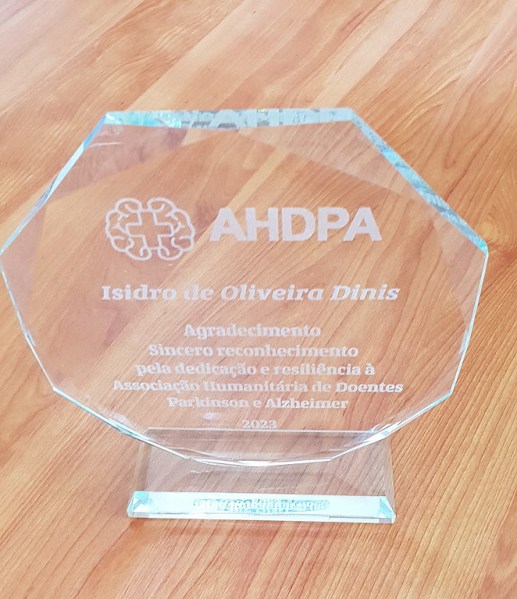 AHDPA
Isidro de Oliveira Dinis
Agradecimento
Sincero reconhecimento
pela dedicação e resiliência à
Associação Humanitária de Doentes
Parkinson e Alzheimer
2023